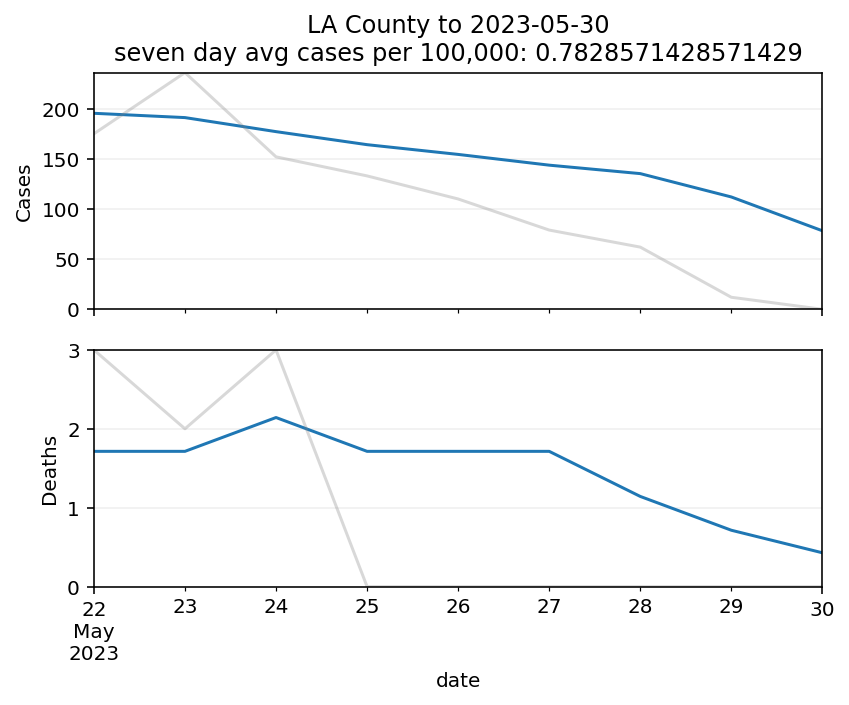 LA County to 2023-05-30
seven day avg cases per 100,000: 0.7828571428571429
200
150
100
50
0
Cases
3
2
1
0
Deaths
22 23 24 25 26 27 28 29 30
May
2023
date